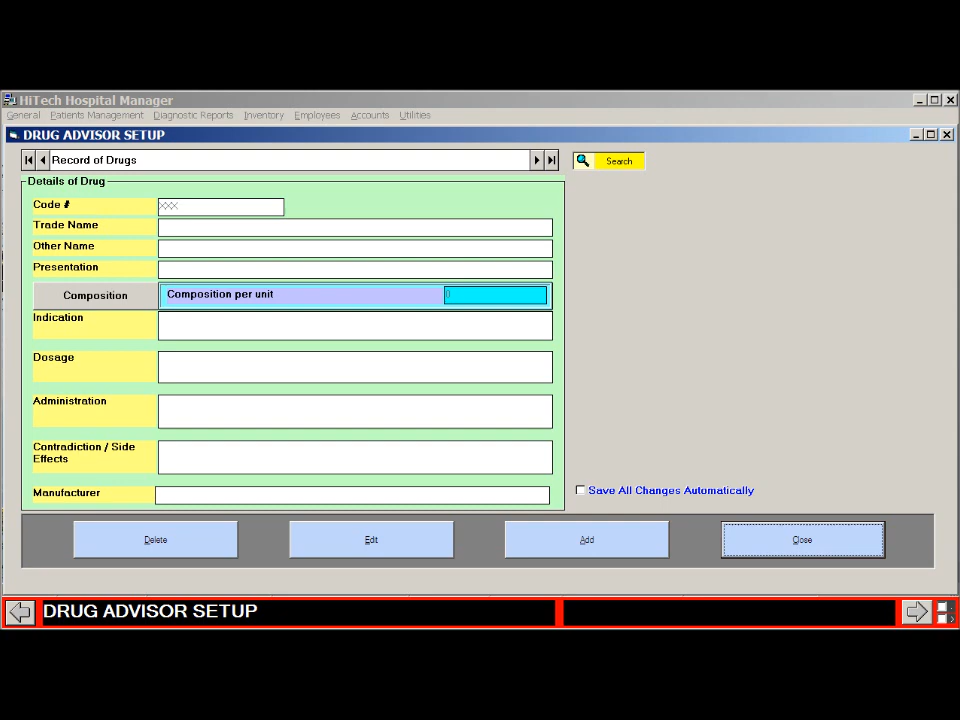 HiTech Hospital Manager
General Patients Management Diagnostic Reports Inventory Employees Accounts Utilities
DRUG ADVISOR SETUP
Record of Drugs Search
Details of Drug
Code # XXX
Trade Name
Other Name
Presentation
Composition Composition per unit 0
Indication
Dosage
Administration
Contradiction / Side
Effects
Manufacturer
Save All Changes Automatically
Delete Edit Add Close
DRUG ADVISOR SETUP